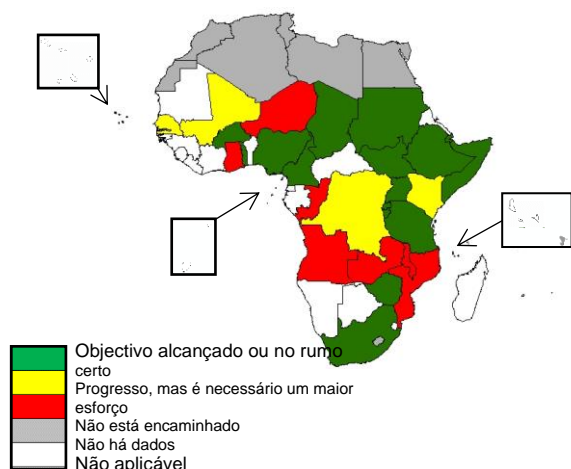 Objectivo alcançado ou no rumo
certo
Progresso, mas é necessário um maior
esforço
Não está encaminhado
Não há dados
Não aplicável